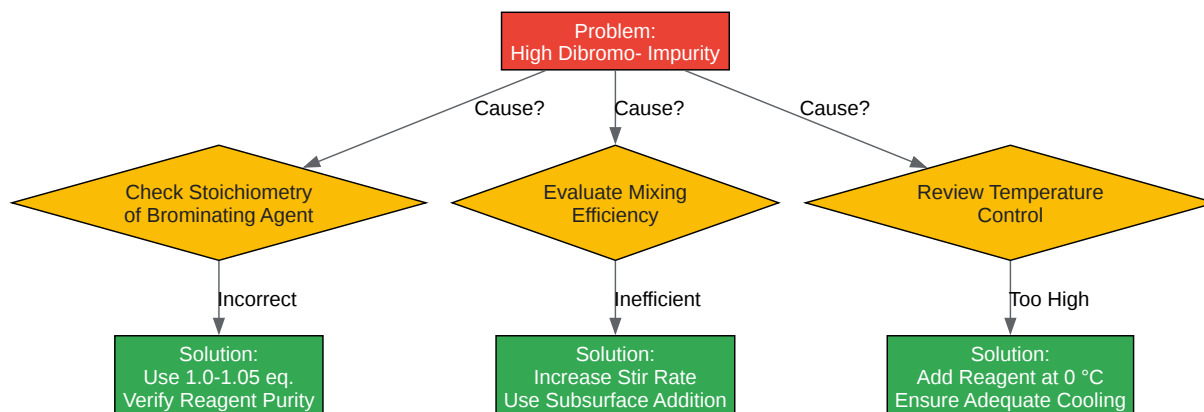 Problem:
High Dibromo- Impurity
Cause?
Cause?
Cause?
Check Stoichiometry
of Brominating Agent
Evaluate Mixing
Efficiency
Review Temperature
Control
Incorrect
Inefficient
Too High
Solution:
Use 1.0-1.05 eq.
Verify Reagent Purity
Solution:
Increase Stir Rate
Use Subsurface Addition
Solution:
Add Reagent at 0 °C
Ensure Adequate Cooling